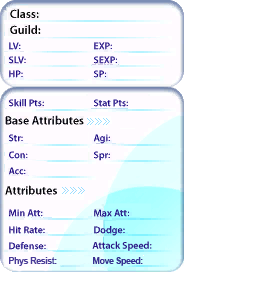 Class:
Guild:
LV: EXP:
SLV: SEXP:
HP: SP:
Skill Pts: Stat Pts:
Base Attributes
Str: Agi:
Con: Spr:
Acc:
Attributes
Min Att: Max Att:
Hit Rate: Dodge:
Defense: Attack Speed:
Phys Resist: Move Speed: